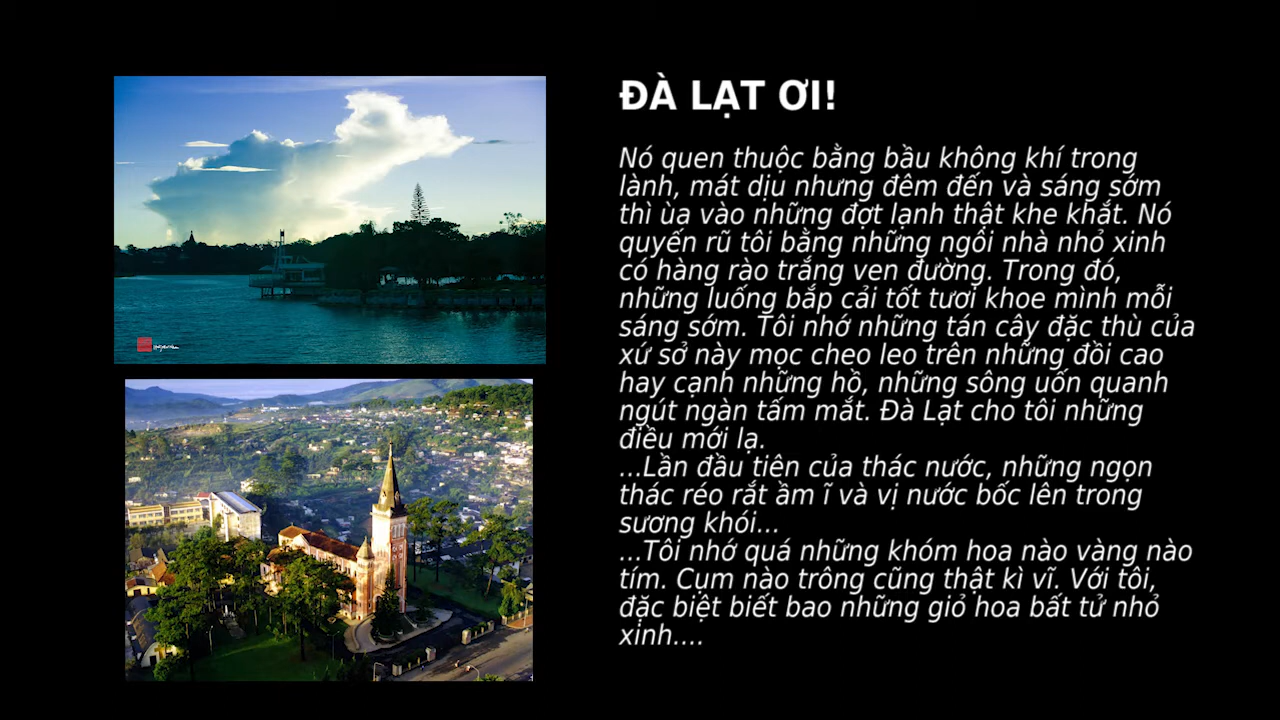 ĐÀ LẠT ƠI!
Nó quen thuộc bằng bầu không khí trong
lành, mát dịu nhưng đêm đến và sáng sớm
thì ùa vào những đợt lạnh thật khe khắt. Nó
quyến rũ tôi bằng những ngôi nhà nhỏ xinh
có hàng rào trắng ven đường. Trong đó,
những luống bắp cải tốt tươi khoe mình mỗi
sáng sớm. Tôi nhớ những tán cây đặc thù của
xứ sở này mọc cheo leo trên những đồi cao
hay cạnh những hồ, những sông uốn quanh
ngút ngàn tấm mắt. Đà Lạt cho tôi những
điều mới lạ.
...Lần đầu tiên của thác nước, những ngọn
thác réo rắt ầm ĩ và vị nước bốc lên trong
sương khói...
...Tôi nhớ quá những khóm hoa nào vàng nào
tím. Cụm nào trông cũng thật kì vĩ. Với tôi,
đặc biệt biết bao những giỏ hoa bất tử nhỏ
xinh....